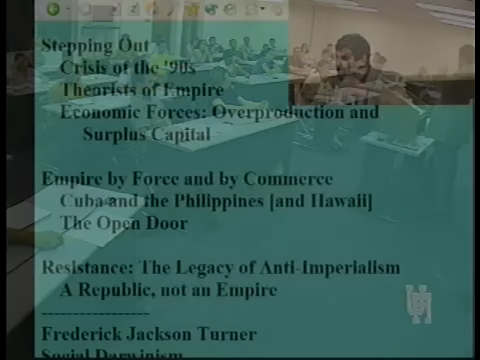 Stepping Out
Crisis of the '90s
Theorists of Empire
Economic Forces: Overproduction and
Surplus Capital
Empire by Force and by Commerce
Cuba and the Philippines [and Hawaii]
The Open Door
Resistance: The Legacy of Anti-Imperialism
A Republic, not an Empire
-----------------
Frederick Jackson Turner
Social Darwinism